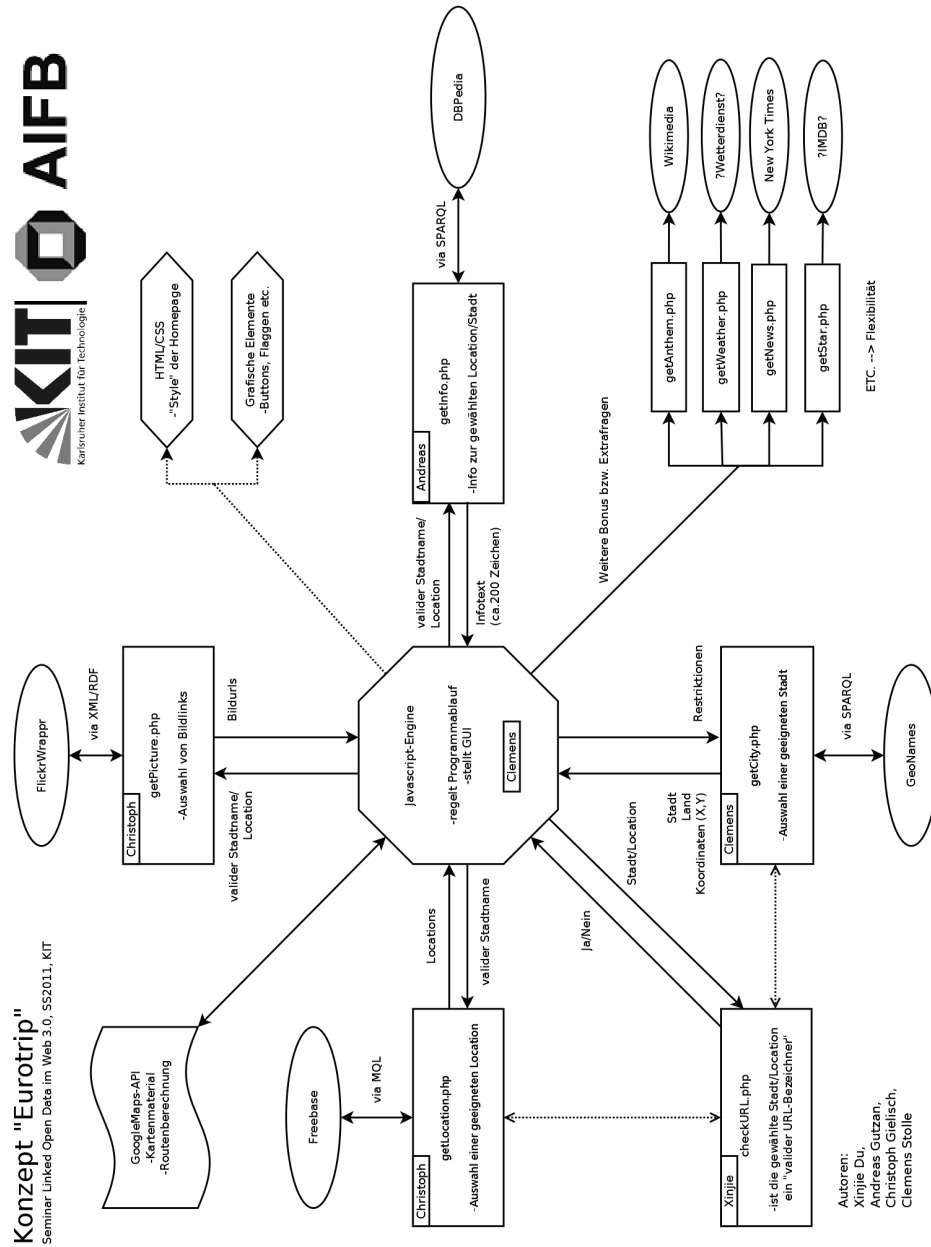 Konzept "Eurotrip"
Seminar Linked Open Data im Web 3.0, SS2011, KIT
KIT
Karlsruher Institut für Technologie
AIFB
GoogleMaps-API
-Kartenmaterial
-Routenberechnung
FlickrWrappr
via XML/RDF
Christoph
getPicture.php
-Auswahl von Bildlinks
valider Stadtname/
Location
Bildurls
HTML/CSS
-"Style" der Homepage
Grafische Elemente
-Buttons, Flaggen etc.
Freebase
via MQL
Christoph
getLocation.php
-Auswahl einer geeigneten Location
Locations
valider Stadtname
Javascript-Engine
-regelt Programmablauf
-stellt GUI
Clemens
valider Stadtname/
Location
Infotext
(ca.200 Zeichen)
Andreas
getInfo.php
-Info zur gewählten Location/Stadt
via SPARQL
DBPedia
Ja/Nein
Stadt/Location
Stadt
Land
Koordinaten (X,Y)
Restriktionen
Weitere Bonus bzw. Extrafragen
Xinjie
checkURL.php
-ist die gewählte Stadt/Location
ein "valider URL-Bezeichner"
Clemens
getCity.php
-Auswahl einer geeigneten Stadt
via SPARQL
GeoNames
getAnthem.php
Wikimedia
getWeather.php
?Wetterdienst?
getNews.php
New York Times
getStar.php
?IMDB?
ETC. --> Flexibilität
Autoren:
Xinjie Du,
Andreas Gutzan,
Christoph Gielisch,
Clemens Stolle